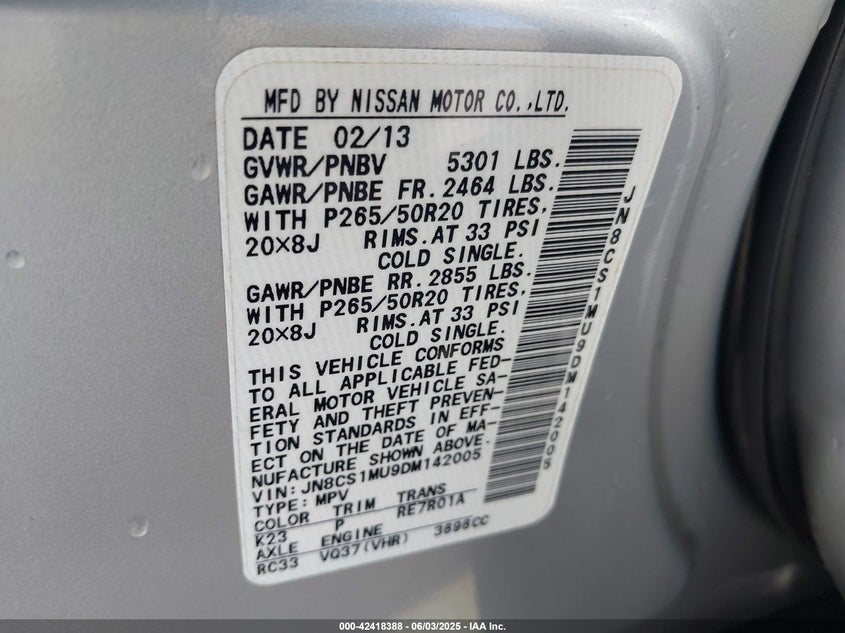 MFD BY NISSAN MOTOR CO.,LTD.
DATE 02/13
GVWR/PNBV 5301 LBS.
GAWR/PNBE FR. 2464 LBS.
WITH P265/50R20 TIRES,
20×8J RIMS. AT 33 PSI
COLD SINGLE.
GAWR/PNBE RR. 2855 LBS.
WITH P265/50R20 TIRES,
20×8J RIMS. AT 33 PSI
COLD SINGLE.
THIS VEHICLE CONFORMS
TO ALL APPLICABLE FED-
ERAL MOTOR VEHICLE SA-
FETY AND THEFT PREVEN-
TION STANDARDS IN EFF-
ECT ON THE DATE OF MA-
NUFACTURE SHOWN ABOVE.
VIN: JN8CS1MU9DM142005
TYPE: MPV
COLOR TRIM TRANS
K23 P RE7R01A
AXLE ENGINE
RC33 VQ37(VHR) 3696CC
JN8CS1MU9DM142005
000-42418388 - 06/03/2025 - IAA Inc.